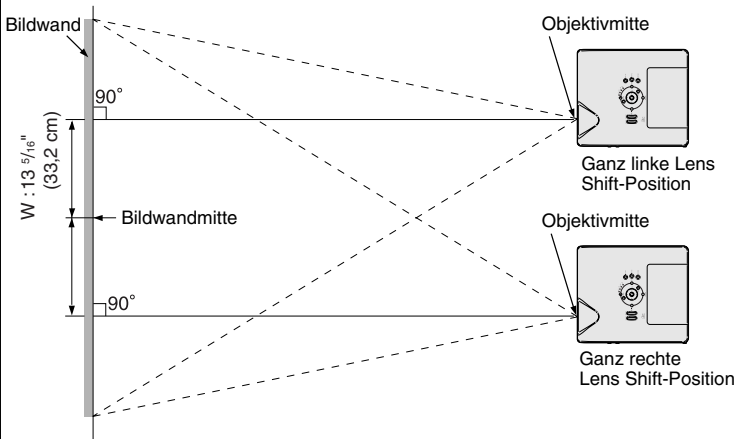 Bildwand
Objektivmitte
90°
Ganz linke Lens
Shift-Position
W : 13 5/16"
(33,2 cm)
Bildwandmitte
Objektivmitte
90°
Ganz rechte
Lens Shift-Position